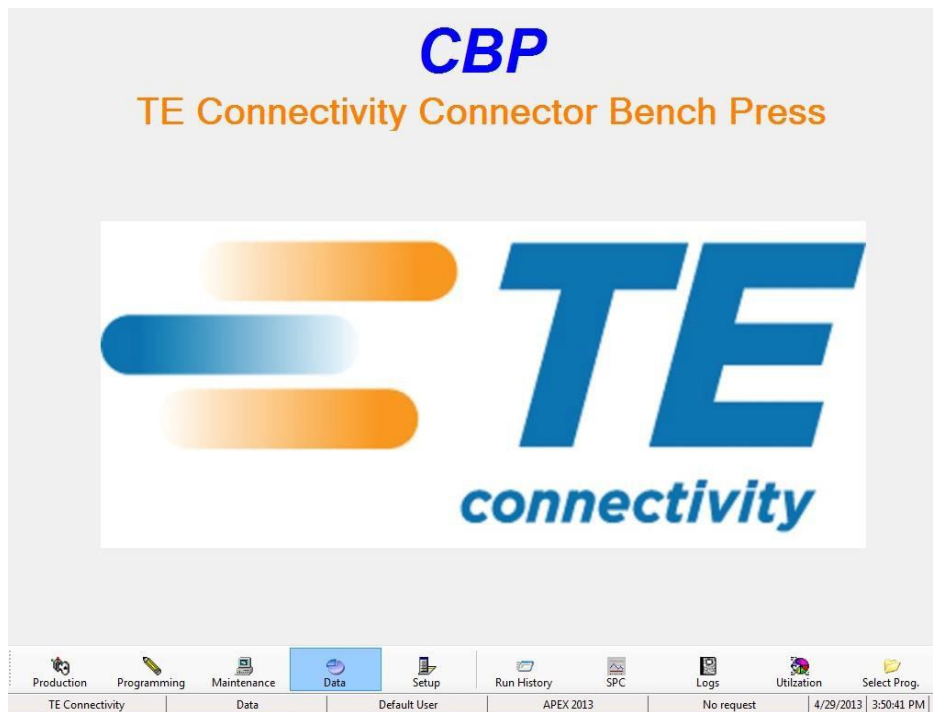 CBP
TE Connectivity Connector Bench Press
TE
connectivity
Production Programming Maintenance Data Setup Run History SPC Logs Utilzation Select Prog.
TE Connectivity Data Default User APEX 2013 No request 4/29/2013 3:50:41 PM